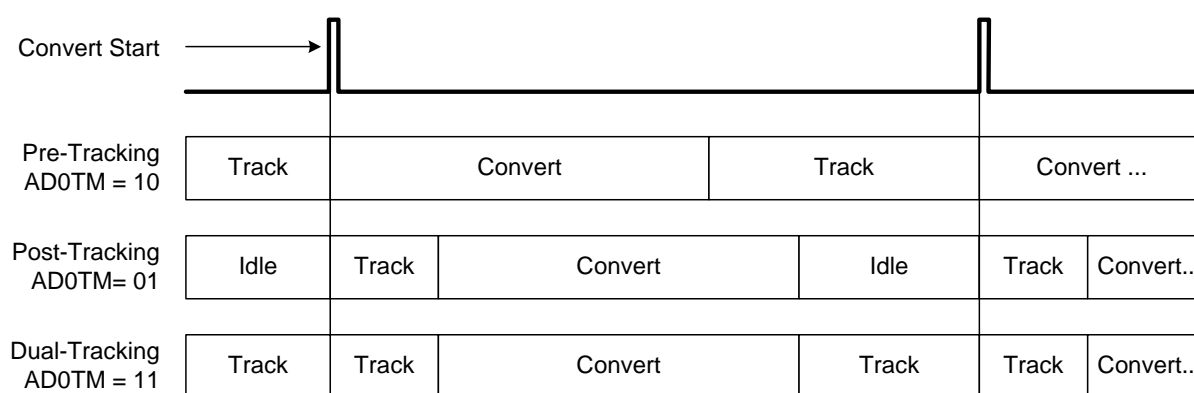 Convert Start
Pre-Tracking
AD0TM = 10
Track Convert Track Convert ...
Post-Tracking
AD0TM= 01
Idle Track Convert Idle Track Convert..
Dual-Tracking
AD0TM = 11
Track Track Convert Track Track Convert..